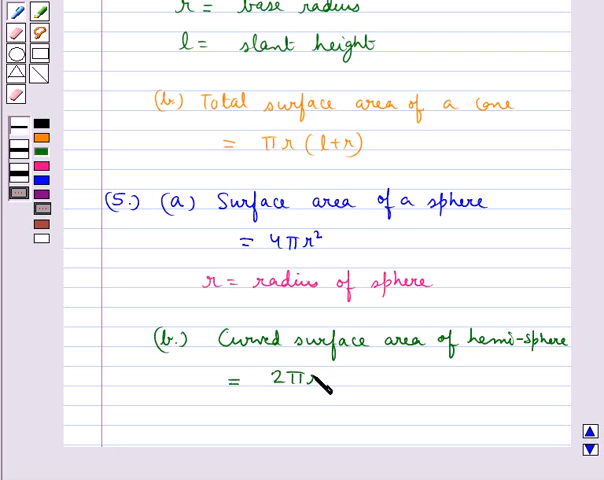 r = base radius
l = slant height
(b.) Total surface area of a cone
= πr (l+r)
(5.) (a) Surface area of a sphere
= 4πr²
r = radius of sphere
(b.) Curved surface area of hemi-sphere
= 2πr